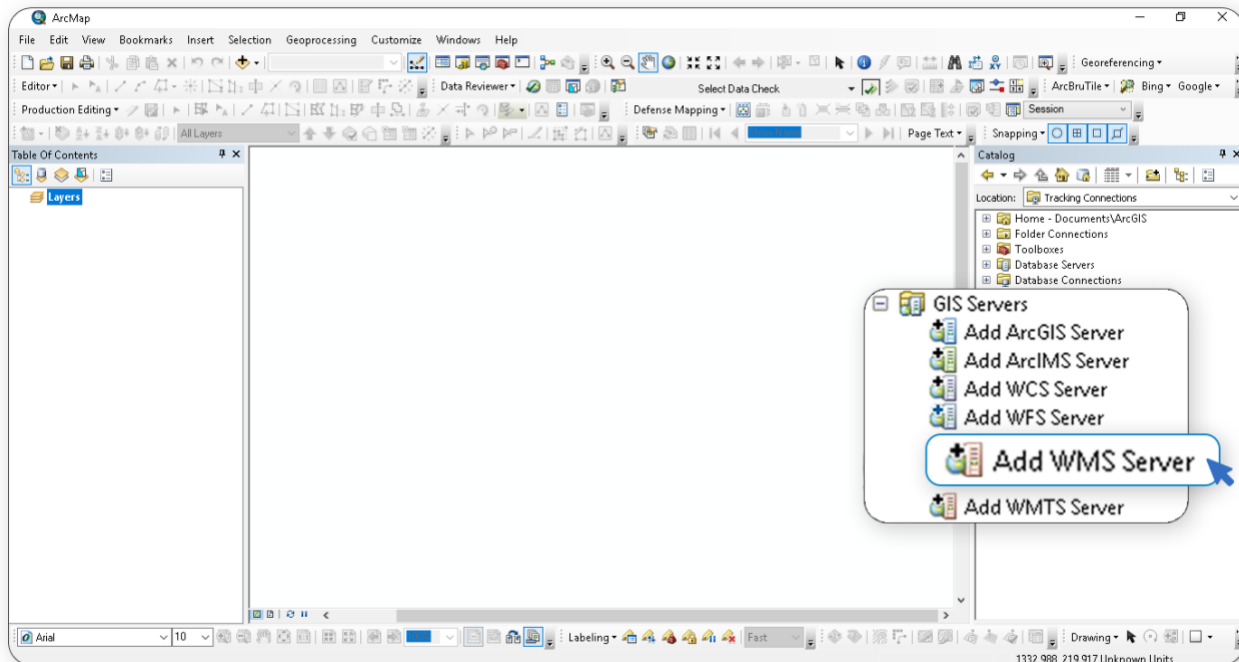 ArcMap
File Edit View Bookmarks Insert Selection Geoprocessing Customize Windows Help
Georeferencing
Editor Data Reviewer Select Data Check ArcBruTile Bing Google
Production Editing Defense Mapping Session
All Layers Page Text Snapping
Table Of Contents
Layers
Catalog
Location: Tracking Connections
Home - Documents\ArcGIS
Folder Connections
Toolboxes
Database Servers
Database Connections
GIS Servers
Add ArcGIS Server
Add ArcIMS Server
Add WCS Server
Add WFS Server
Add WMS Server
Add WMTS Server
Arial 10 Labeling Fast Drawing
1332.988 219.917 Unknown Units